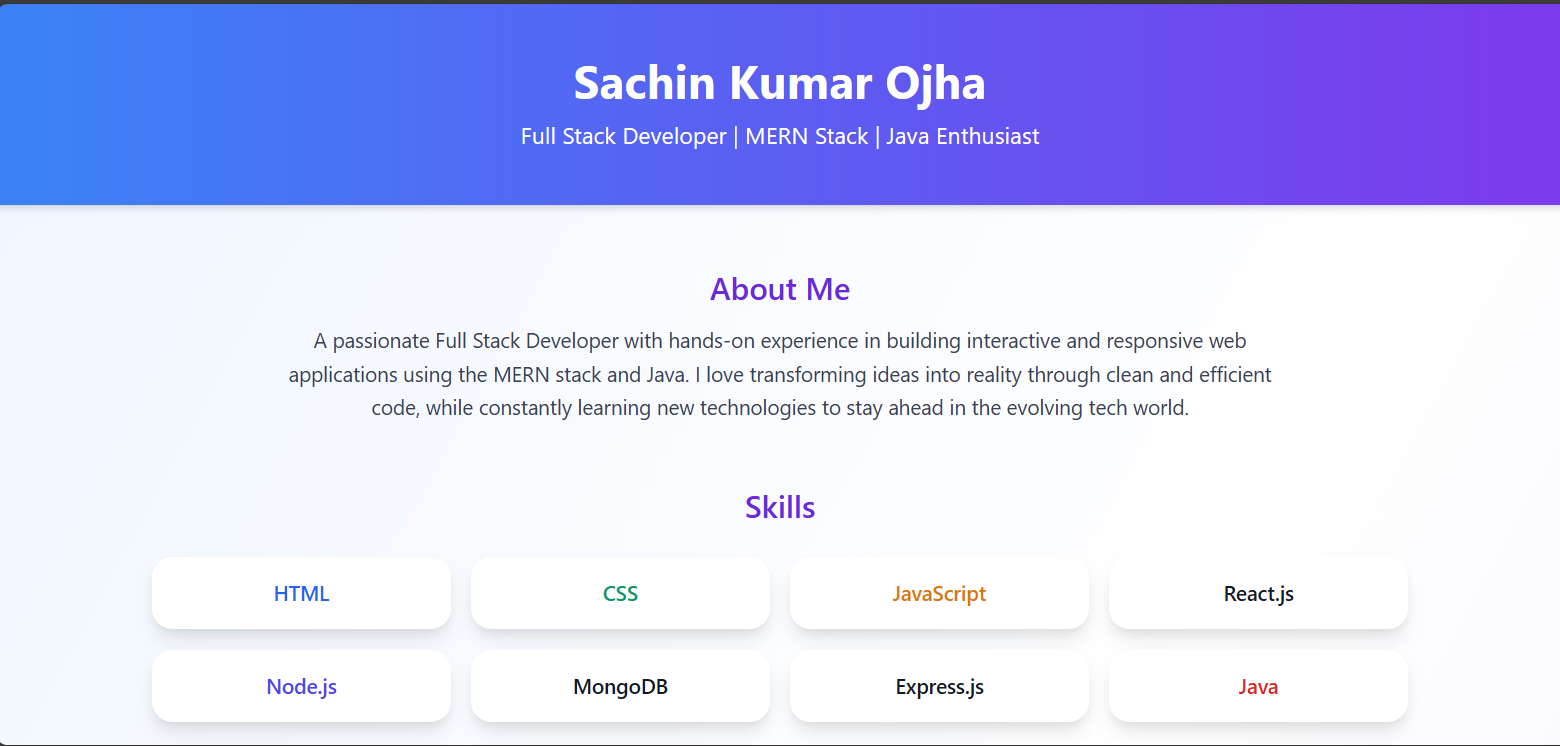 Sachin Kumar Ojha
Full Stack Developer | MERN Stack | Java Enthusiast
About Me
A passionate Full Stack Developer with hands-on experience in building interactive and responsive web
applications using the MERN stack and Java. I love transforming ideas into reality through clean and efficient
code, while constantly learning new technologies to stay ahead in the evolving tech world.
Skills
HTML
CSS
JavaScript
React.js
Node.js
MongoDB
Express.js
Java